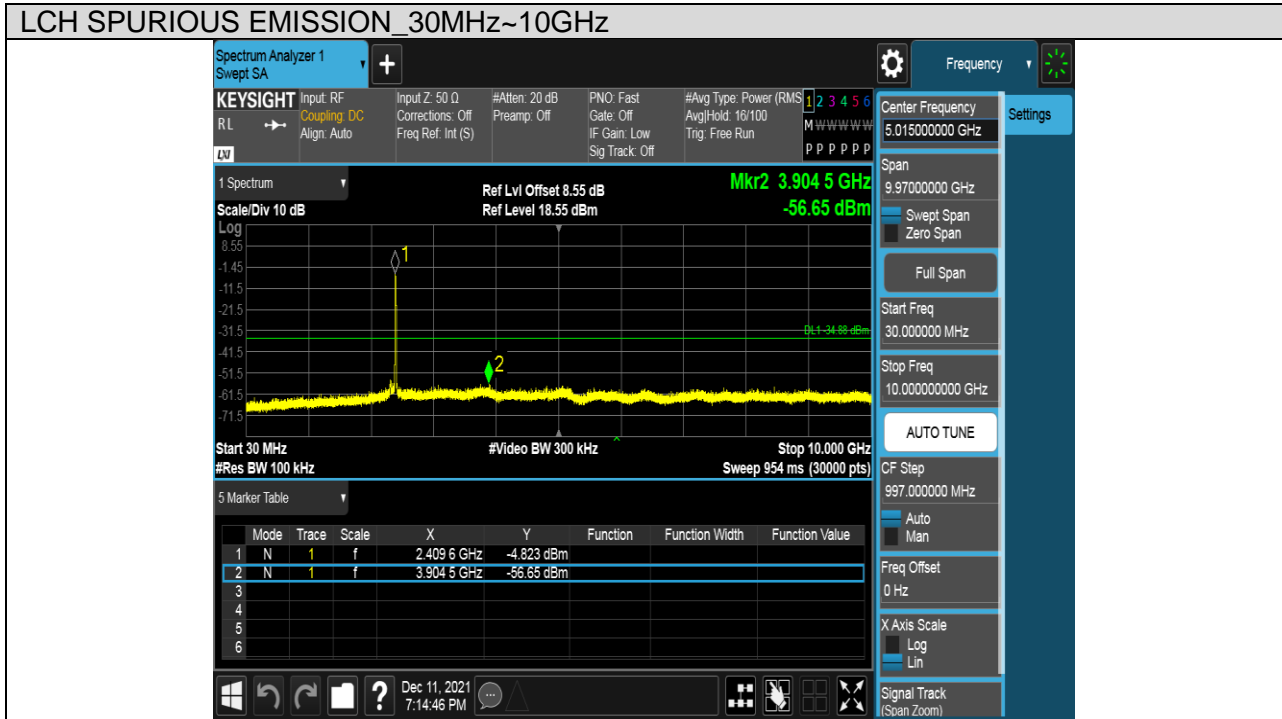 LCH SPURIOUS EMISSION_30MHz~10GHz
Spectrum Analyzer 1
Swept SA
+
Frequency
KEYSIGHT
RL
LXI
Input: RF
Coupling: DC
Align: Auto
Input Z: 50 Ω
Corrections: Off
Freq Ref: Int (S)
#Atten: 20 dB
Preamp: Off
PNO: Fast
Gate: Off
IF Gain: Low
Sig Track: Off
#Avg Type: Power (RMS
Avg|Hold: 16/100
Trig: Free Run
1 2 3 4 5 6
M W W W W W
P P P P P P
1 Spectrum
Scale/Div 10 dB
Ref Lvl Offset 8.55 dB
Ref Level 18.55 dBm
Mkr2 3.904 5 GHz
-56.65 dBm
Log
8.55
-1.45
-11.5
-21.5
-31.5
-41.5
-51.5
-61.5
-71.5
1
2
DL1 -34.88 dBm
Start 30 MHz
#Res BW 100 kHz
#Video BW 300 kHz
Stop 10.000 GHz
Sweep 954 ms (30000 pts)
5 Marker Table
Mode Trace Scale X Y Function Function Width Function Value
1 N 1 f 2.409 6 GHz -4.823 dBm
2 N 1 f 3.904 5 GHz -56.65 dBm
3
4
5
6
?
Dec 11, 2021
7:14:46 PM
Center Frequency
5.015000000 GHz
Settings
Span
9.97000000 GHz
Swept Span
Zero Span
Full Span
Start Freq
30.000000 MHz
Stop Freq
10.000000000 GHz
AUTO TUNE
CF Step
997.000000 MHz
Auto
Man
Freq Offset
0 Hz
X Axis Scale
Log
Lin
Signal Track
(Span Zoom)